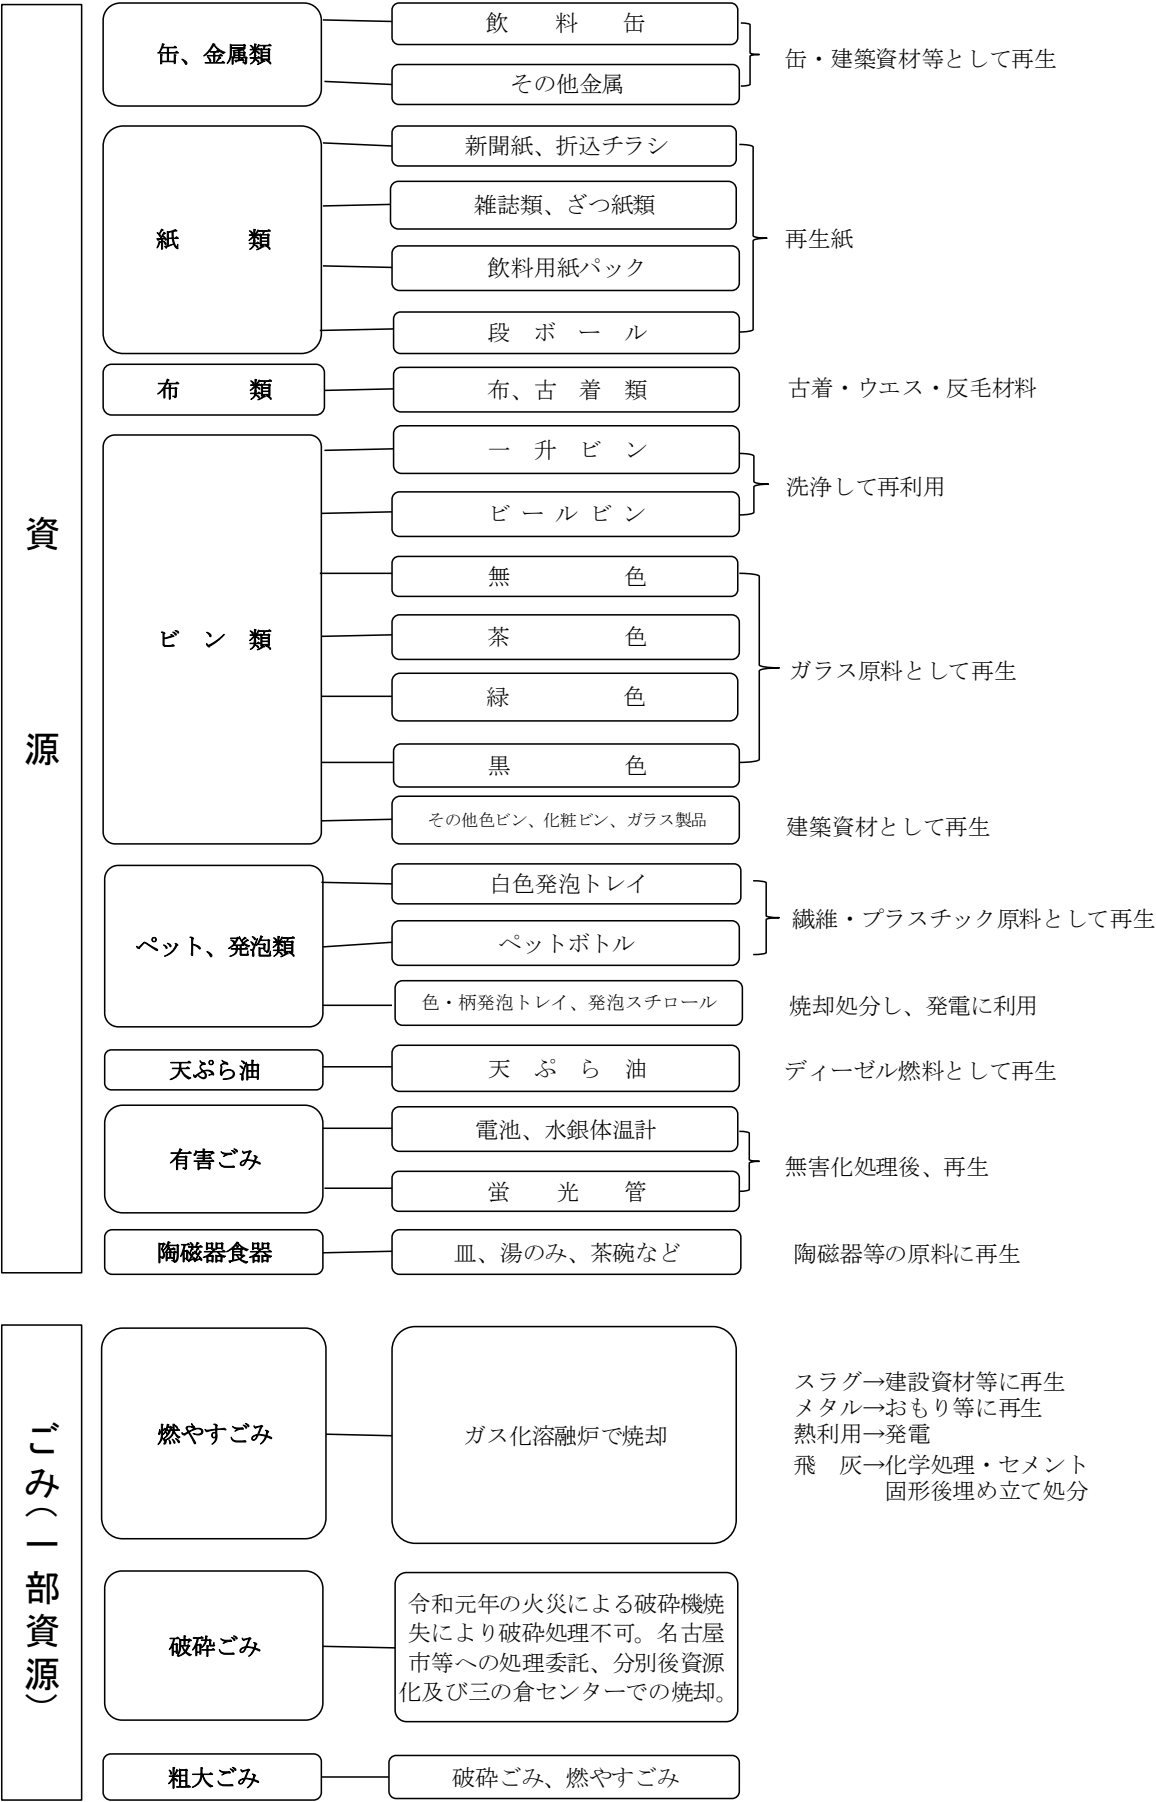 資源
缶、金属類
飲料缶
その他金属
缶・建築資材等として再生
紙類
新聞紙、折込チラシ
雑誌類、ざつ紙類
飲料用紙パック
段ボール
再生紙
布類
布、古着類
古着・ウエス・反毛材料
ビン類
一升ビン
ビールビン
洗浄して再利用
無色
茶色
緑色
黒色
ガラス原料として再生
その他色ビン、化粧ビン、ガラス製品
建築資材として再生
ペット、発泡類
白色発泡トレイ
ペットボトル
繊維・プラスチック原料として再生
色・柄発泡トレイ、発泡スチロール
焼却処分し、発電に利用
天ぷら油
天ぷら油
ディーゼル燃料として再生
有害ごみ
電池、水銀体温計
蛍光管
無害化処理後、再生
陶磁器食器
皿、湯のみ、茶碗など
陶磁器等の原料に再生
ごみ(一部資源)
燃やすごみ
ガス化溶融炉で焼却
スラグ→建設資材等に再生
メタル→おもり等に再生
熱利用→発電
飛　灰→化学処理・セメント
固形後埋め立て処分
破砕ごみ
令和元年の火災による破砕機焼
失により破砕処理不可。名古屋
市等への処理委託、分別後資源
化及び三の倉センターでの焼却。
粗大ごみ
破砕ごみ、燃やすごみ